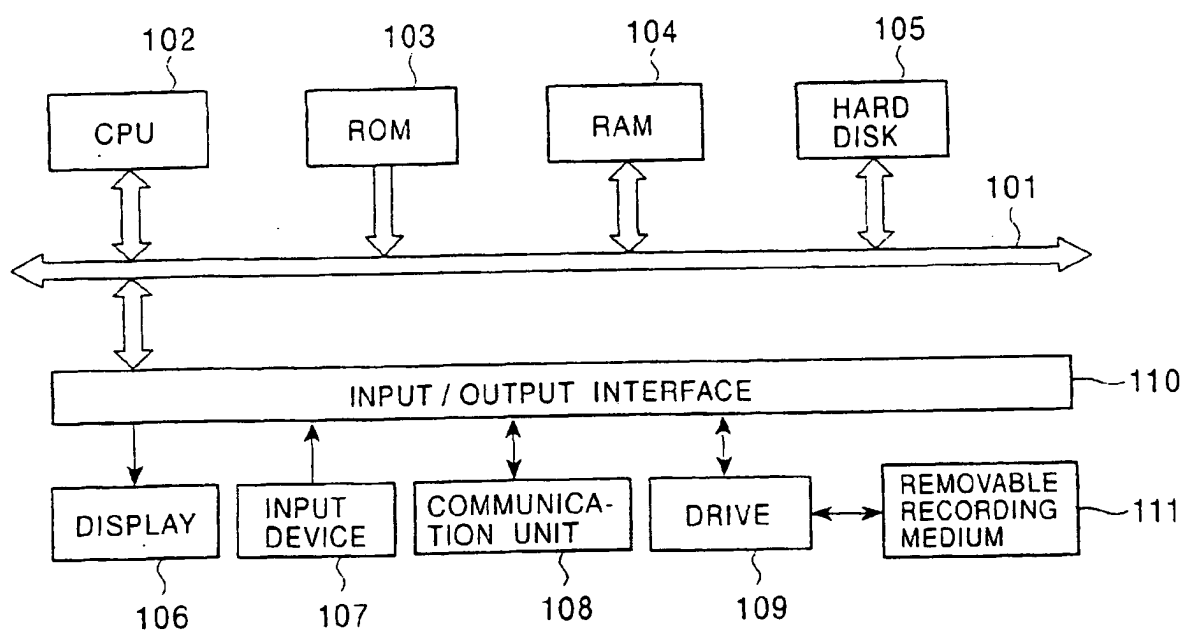 102
103
104
105
CPU
ROM
RAM
HARD
DISK
101
INPUT / OUTPUT INTERFACE
110
DISPLAY
INPUT
DEVICE
COMMUNICA-
TION UNIT
DRIVE
REMOVABLE
RECORDING
MEDIUM
111
106
107
108
109